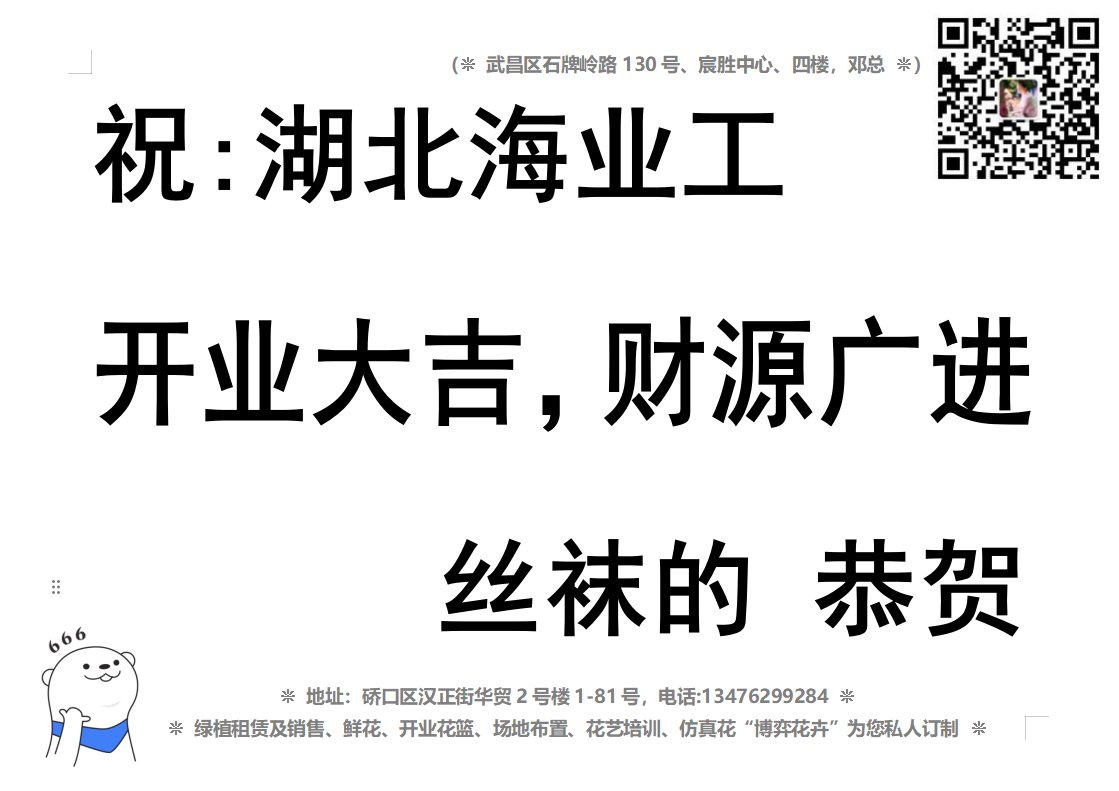 (❊ 武昌区石牌岭路 130 号、宸胜中心、四楼，邓总 ❊)
祝:湖北海业工
开业大吉,财源广进
丝袜的 恭贺
666
❊ 地址：硚口区汉正街华贸 2 号楼 1-81 号，电话:13476299284 ❊
❊ 绿植租赁及销售、鲜花、开业花篮、场地布置、花艺培训、仿真花“博弈花卉”为您私人订制 ❊